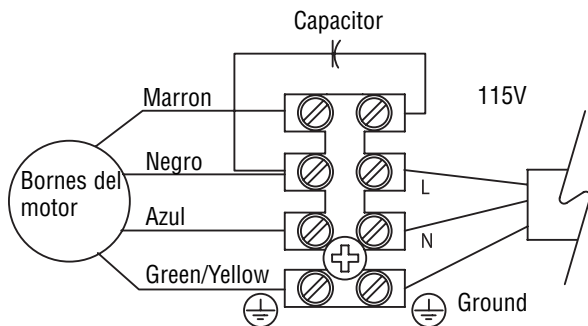 Capacitor
Marron
115V
Negro
Bornes del
motor
L
Azul
N
Green/Yellow
Ground